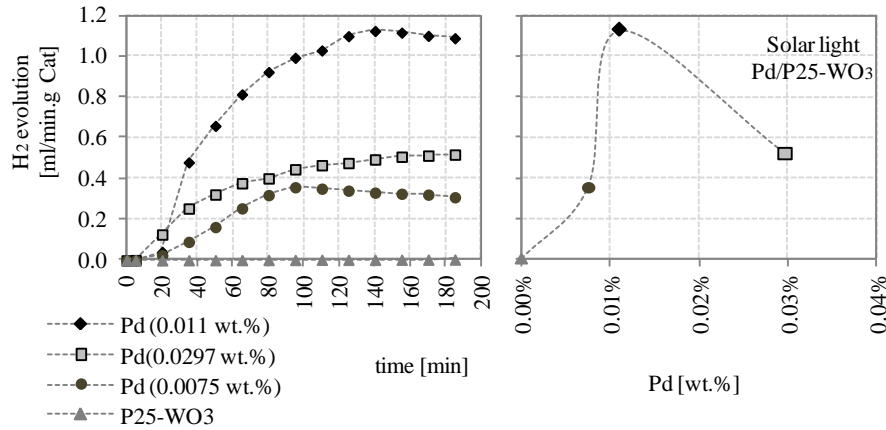 H2 evolution
[ml/min.g Cat]
1.2
1.0
0.8
0.6
0.4
0.2
0.0
0
20
40
60
80
100
120
140
160
180
200
time [min]
Pd (0.011 wt.%)
Pd(0.0297 wt.%)
Pd (0.0075 wt.%)
P25-WO3
Solar light
Pd/P25-WO3
0.00%
0.01%
0.02%
0.03%
0.04%
Pd [wt.%]